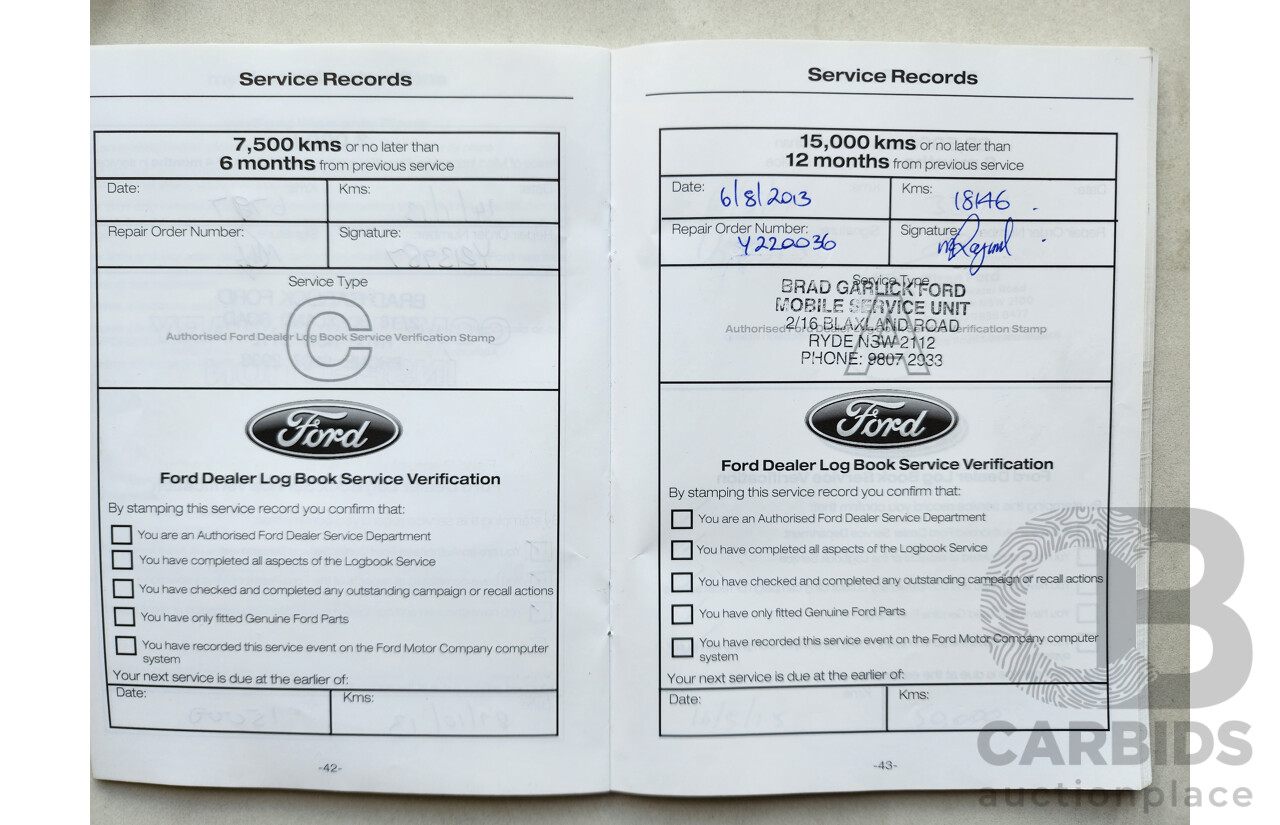 Service Records
7,500 kms or no later than
6 months from previous service
Date:
Kms:
Repair Order Number:
Signature:
Service Type
C
Authorised Ford Dealer Log Book Service Verification Stamp
Ford
Ford Dealer Log Book Service Verification
By stamping this service record you confirm that:
You are an Authorised Ford Dealer Service Department
You have completed all aspects of the Logbook Service
You have checked and completed any outstanding campaign or recall actions
You have only fitted Genuine Ford Parts
You have recorded this service event on the Ford Motor Company computer
system
Your next service is due at the earlier of:
Date:
Kms:
-42-
Service Records
15,000 kms or no later than
12 months from previous service
Date: 6/8/2013
Kms: 18146
Repair Order Number:
Y220036
Signature:
Service Type
BRAD GARLICK FORD
MOBILE SERVICE UNIT
2/16 BLAXLAND ROAD
Authorised Ford Dealer Log Book Service Verification Stamp
A
RYDE NSW 2112
PHONE: 9807 2933
Ford
Ford Dealer Log Book Service Verification
By stamping this service record you confirm that:
You are an Authorised Ford Dealer Service Department
You have completed all aspects of the Logbook Service
You have checked and completed any outstanding campaign or recall actions
You have only fitted Genuine Ford Parts
You have recorded this service event on the Ford Motor Company computer
system
Your next service is due at the earlier of:
Date:
Kms:
-43-
CARBIDS
auctionplace